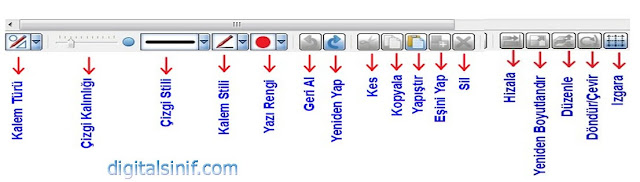 Kalem Türü
Çizgi Kalınlığı
Çizgi Stili
Kalem Stili
Yazı Rengi
Geri Al
Yeniden Yap
Kes
Kopyala
Yapıştır
Eşini Yap
Sil
Hizala
Yeniden Boyutlandır
Düzenle
Döndür/Çevir
Izgara
digitalsinif.com